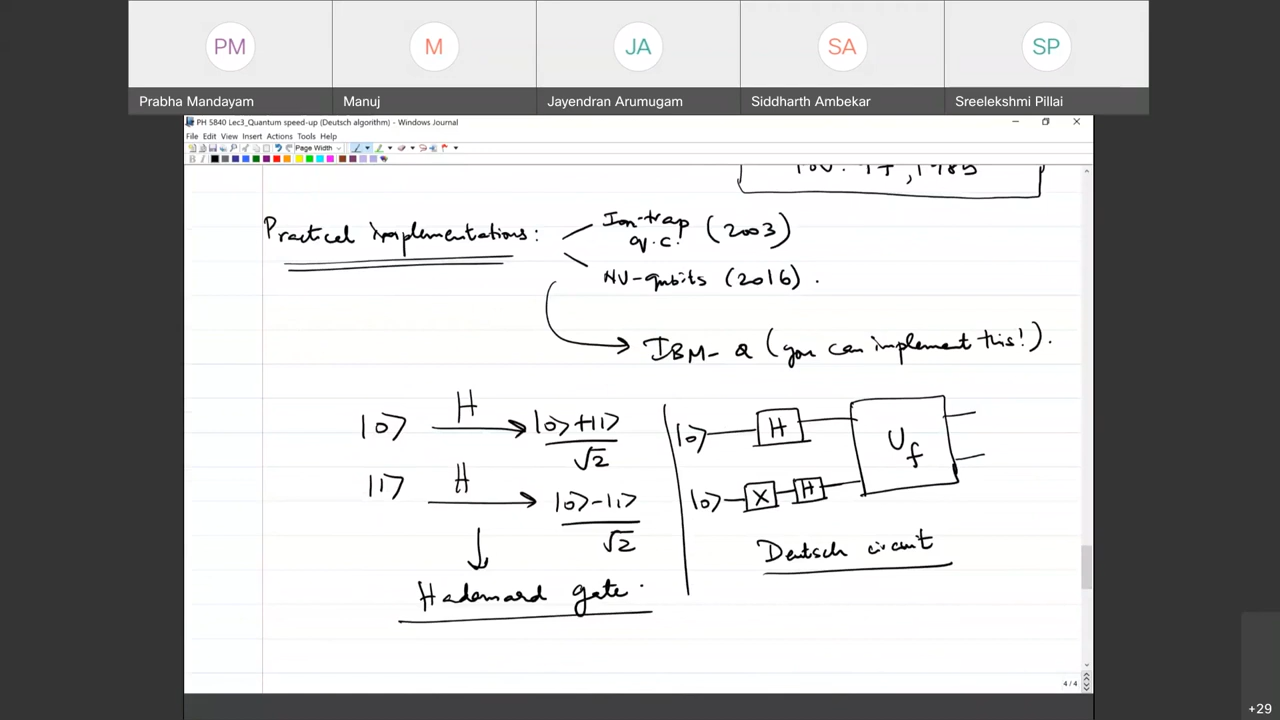 PM
M
JA
SA
SP
Prabha Mandayam
Manuj
Jayendran Arumugam
Siddharth Ambekar
Sreelekshmi Pillai
PH 5840 Lec3_Quantum speed-up (Deutsch algorithm) - Windows Journal
File Edit View Insert Actions Tools Help
Page Width
B I
, 1985
Practical implementations:
Ion-trap q.c. (2003)
NV-qubits (2016).
IBM-Q (you can implement this!).
|0> H |0>+|1>
√2
|1> H |0>-|1>
√2
Hadamard gate.
|0> H
U_f
|0> X H
Deutsch circuit
4 / 4
+29